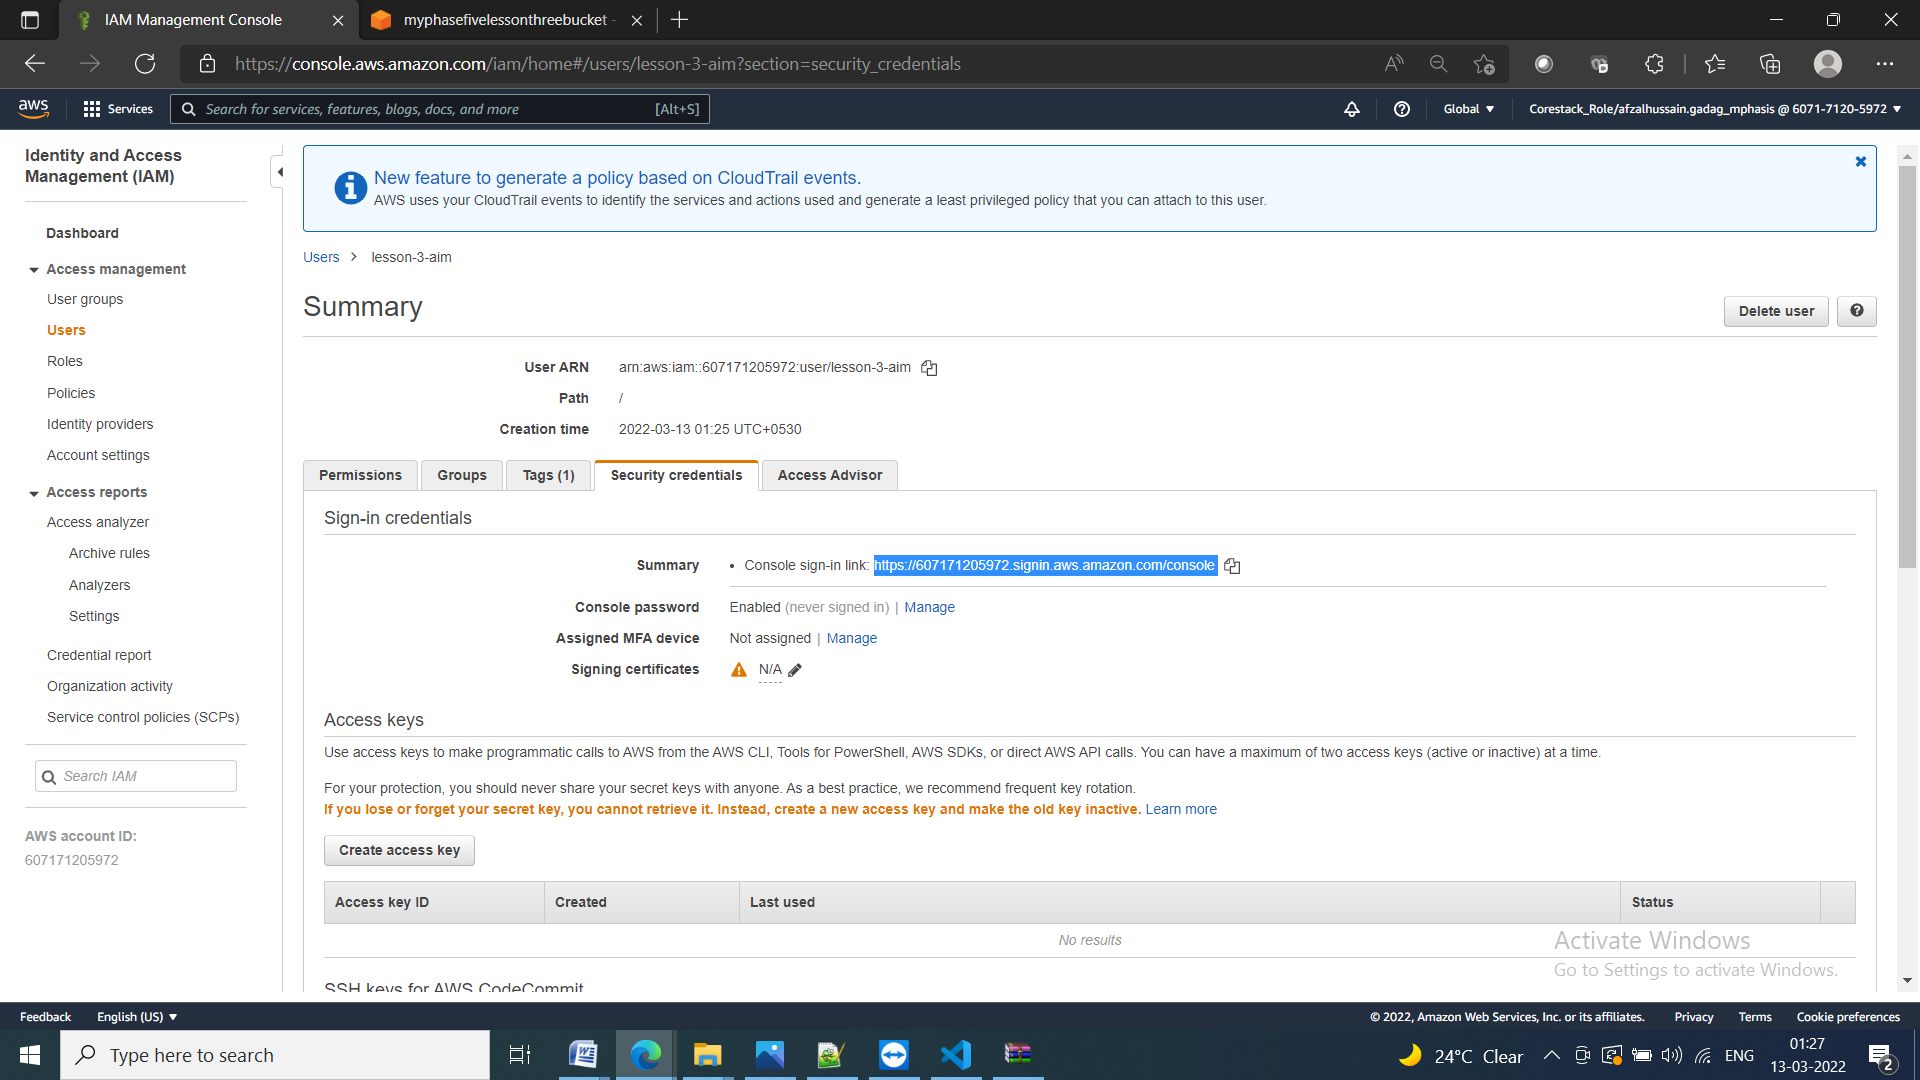 IAM Management Console
myphasefivelessonthreebucket -
https://console.aws.amazon.com/iam/home#/users/lesson-3-aim?section=security_credentials
aws
Services
Search for services, features, blogs, docs, and more
[Alt+S]
Global
Corestack_Role/afzalhussain.gadag_mphasis @ 6071-7120-5972
Identity and Access
Management (IAM)
Dashboard
Access management
User groups
Users
Roles
Policies
Identity providers
Account settings
Access reports
Access analyzer
Archive rules
Analyzers
Settings
Credential report
Organization activity
Service control policies (SCPs)
Search IAM
AWS account ID:
607171205972
New feature to generate a policy based on CloudTrail events.
AWS uses your CloudTrail events to identify the services and actions used and generate a least privileged policy that you can attach to this user.
Users > lesson-3-aim
Summary
Delete user
User ARN arn:aws:iam::607171205972:user/lesson-3-aim
Path /
Creation time 2022-03-13 01:25 UTC+0530
Permissions
Groups
Tags (1)
Security credentials
Access Advisor
Sign-in credentials
Summary • Console sign-in link: https://607171205972.signin.aws.amazon.com/console
Console password Enabled (never signed in) | Manage
Assigned MFA device Not assigned | Manage
Signing certificates N/A
Access keys
Use access keys to make programmatic calls to AWS from the AWS CLI, Tools for PowerShell, AWS SDKs, or direct AWS API calls. You can have a maximum of two access keys (active or inactive) at a time.
For your protection, you should never share your secret keys with anyone. As a best practice, we recommend frequent key rotation.
If you lose or forget your secret key, you cannot retrieve it. Instead, create a new access key and make the old key inactive. Learn more
Create access key
Access key ID Created Last used Status
No results
SSH keys for AWS CodeCommit
Activate Windows
Go to Settings to activate Windows.
Feedback
English (US)
© 2022, Amazon Web Services, Inc. or its affiliates.
Privacy
Terms
Cookie preferences
Type here to search
24°C Clear
ENG
01:27
13-03-2022
2